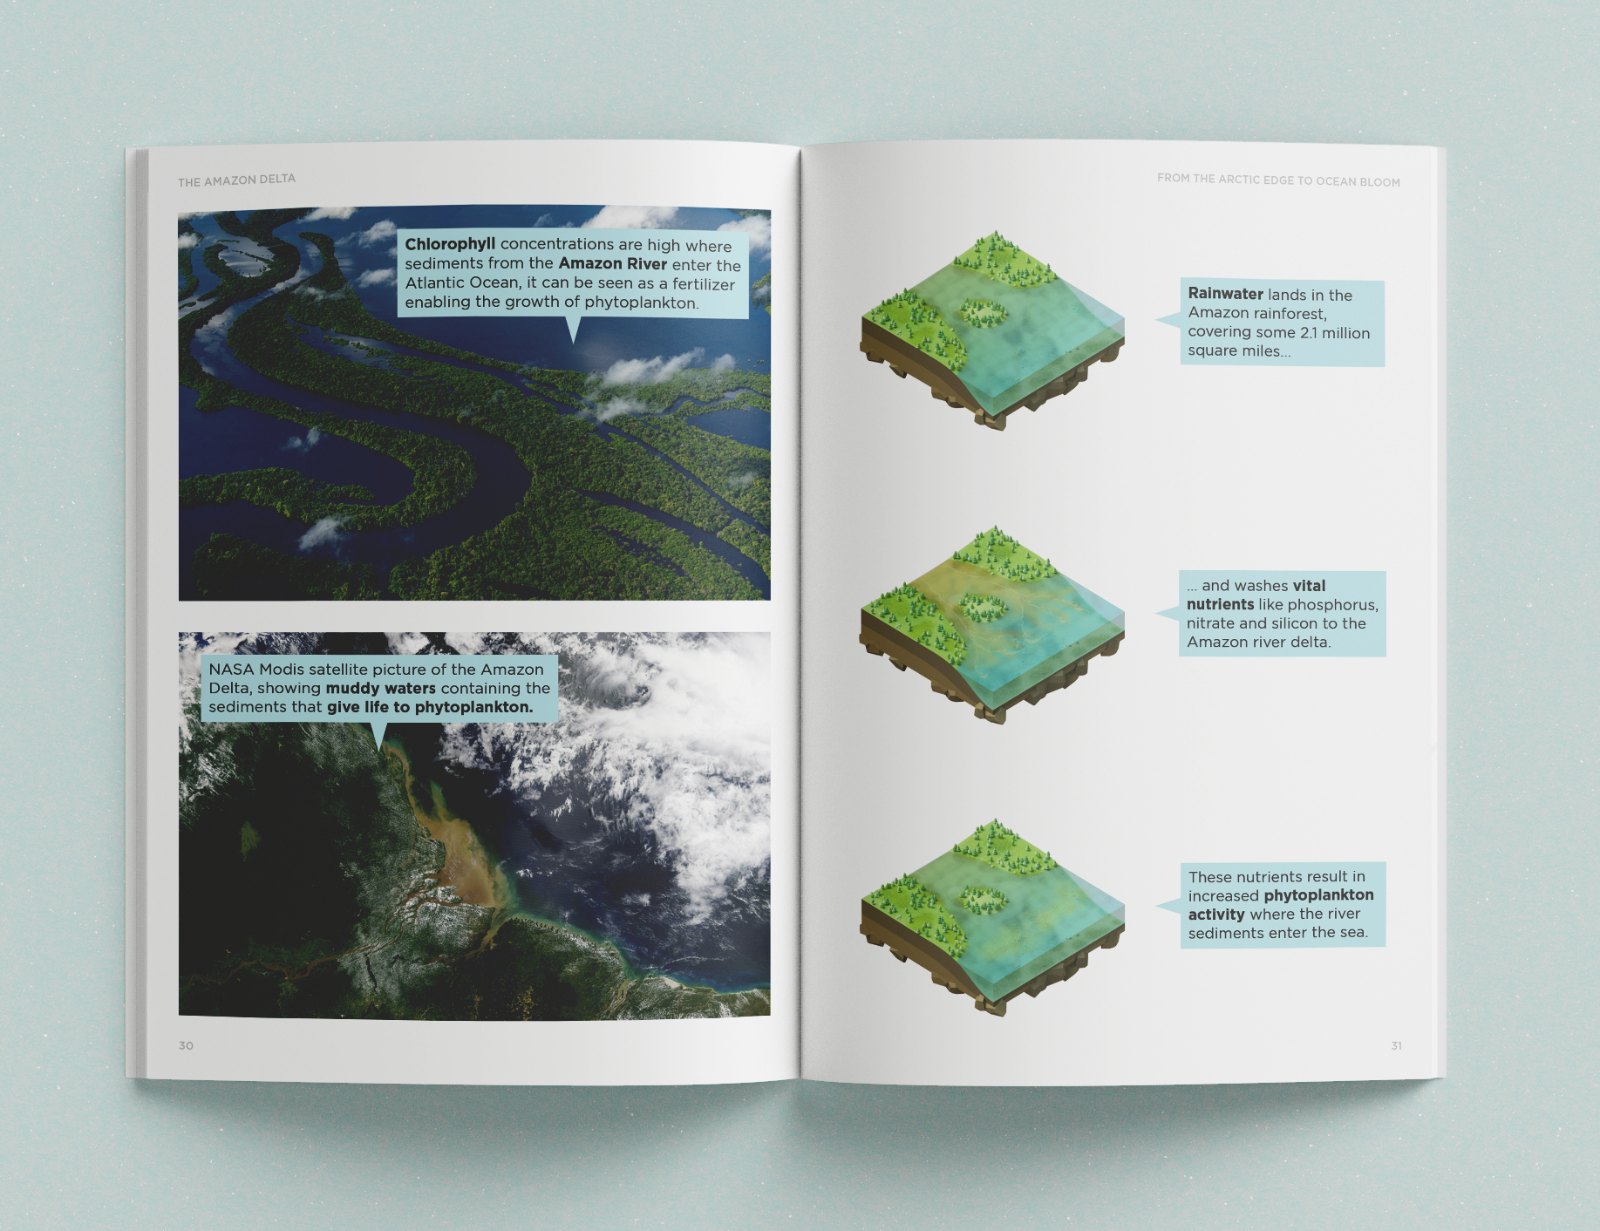 THE AMAZON DELTA
Chlorophyll concentrations are high where
sediments from the Amazon River enter the
Atlantic Ocean, it can be seen as a fertilizer
enabling the growth of phytoplankton.
NASA Modis satellite picture of the Amazon
Delta, showing muddy waters containing the
sediments that give life to phytoplankton.
30
FROM THE ARCTIC EDGE TO OCEAN BLOOM
Rainwater lands in the
Amazon rainforest,
covering some 2.1 million
square miles...
... and washes vital
nutrients like phosphorus,
nitrate and silicon to the
Amazon river delta.
These nutrients result in
increased phytoplankton
activity where the river
sediments enter the sea.
31